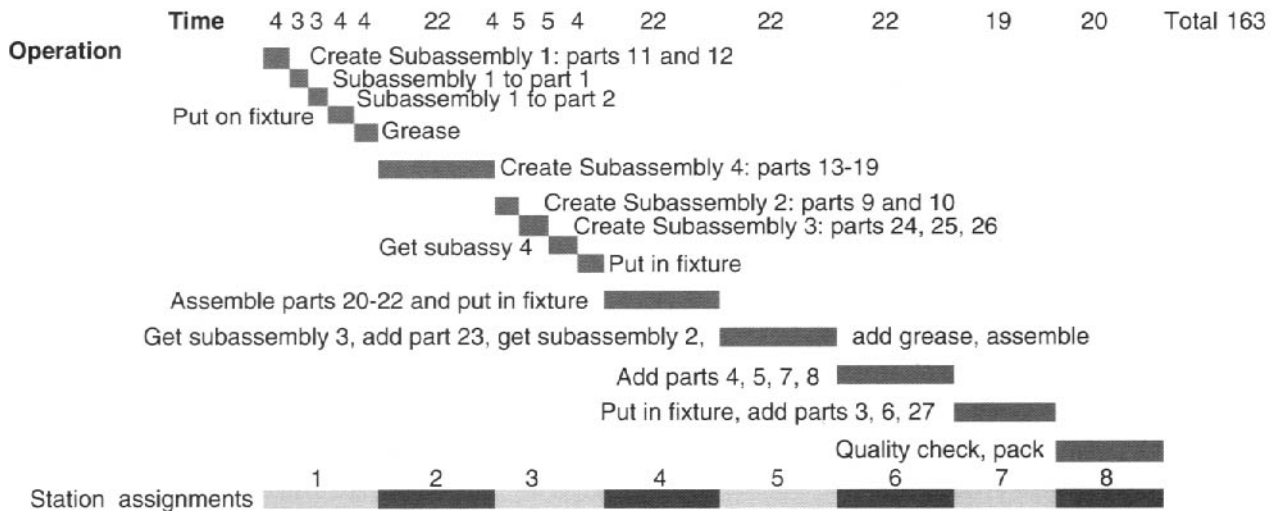 Time 4 3 3 4 4 22 4 5 5 4 22 22 22 19 20 Total 163
Operation
Create Subassembly 1: parts 11 and 12
Subassembly 1 to part 1
Subassembly 1 to part 2
Put on fixture
Grease
Create Subassembly 4: parts 13-19
Create Subassembly 2: parts 9 and 10
Create Subassembly 3: parts 24, 25, 26
Get subassy 4
Put in fixture
Assemble parts 20-22 and put in fixture
Get subassembly 3, add part 23, get subassembly 2, add grease, assemble
Add parts 4, 5, 7, 8
Put in fixture, add parts 3, 6, 27
Quality check, pack
1 2 3 4 5 6 7 8
Station assignments